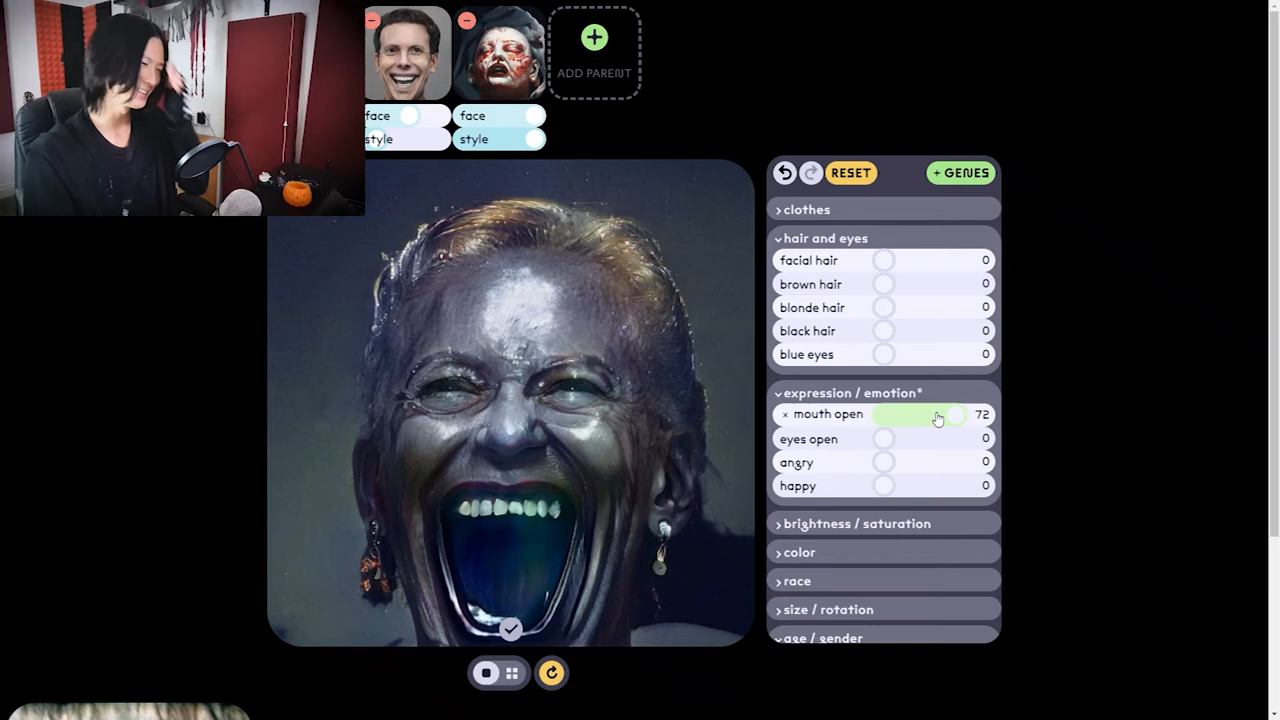 ADD PARENT
face
style
face
style
RESET
+ GENES
clothes
hair and eyes
facial hair 0
brown hair 0
blonde hair 0
black hair 0
blue eyes 0
expression / emotion*
× mouth open 72
eyes open 0
angry 0
happy 0
brightness / saturation
color
race
size / rotation
age / gender